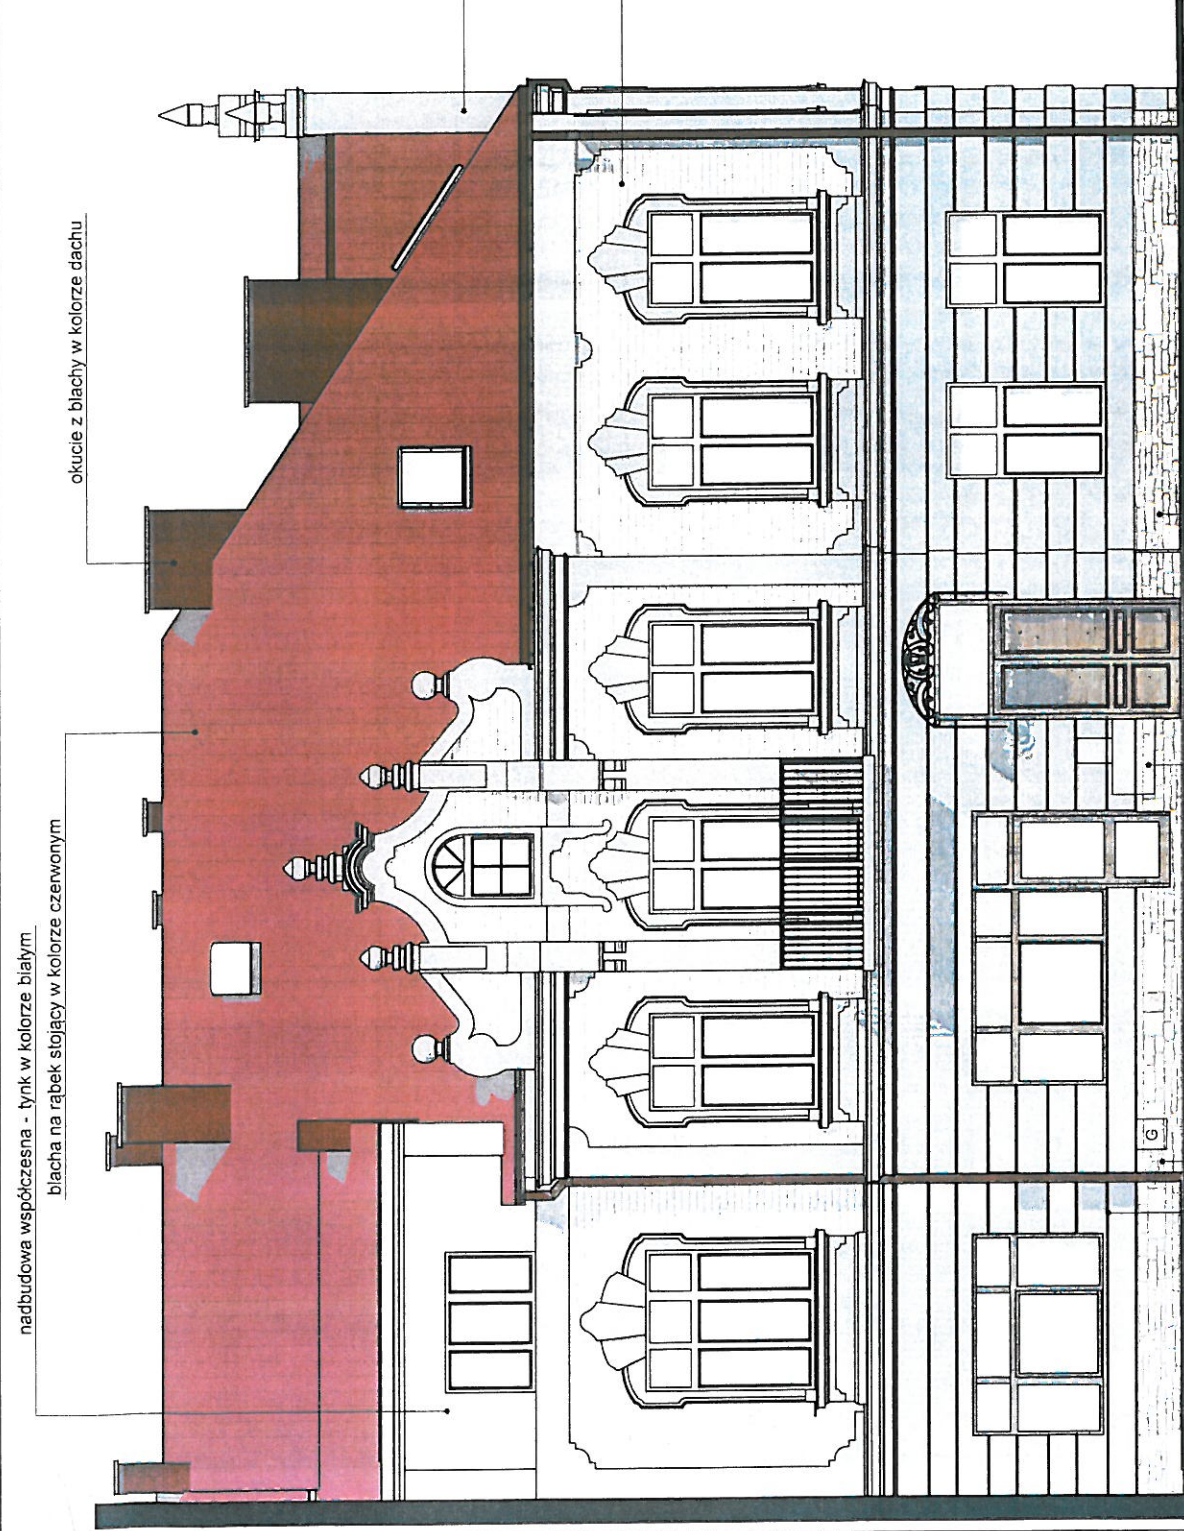 nadbudowa współczesna - tynk w kolorze białym
blacha na rąbek stojący w kolorze czerwonym
okucie z blachy w kolorze dachu
G